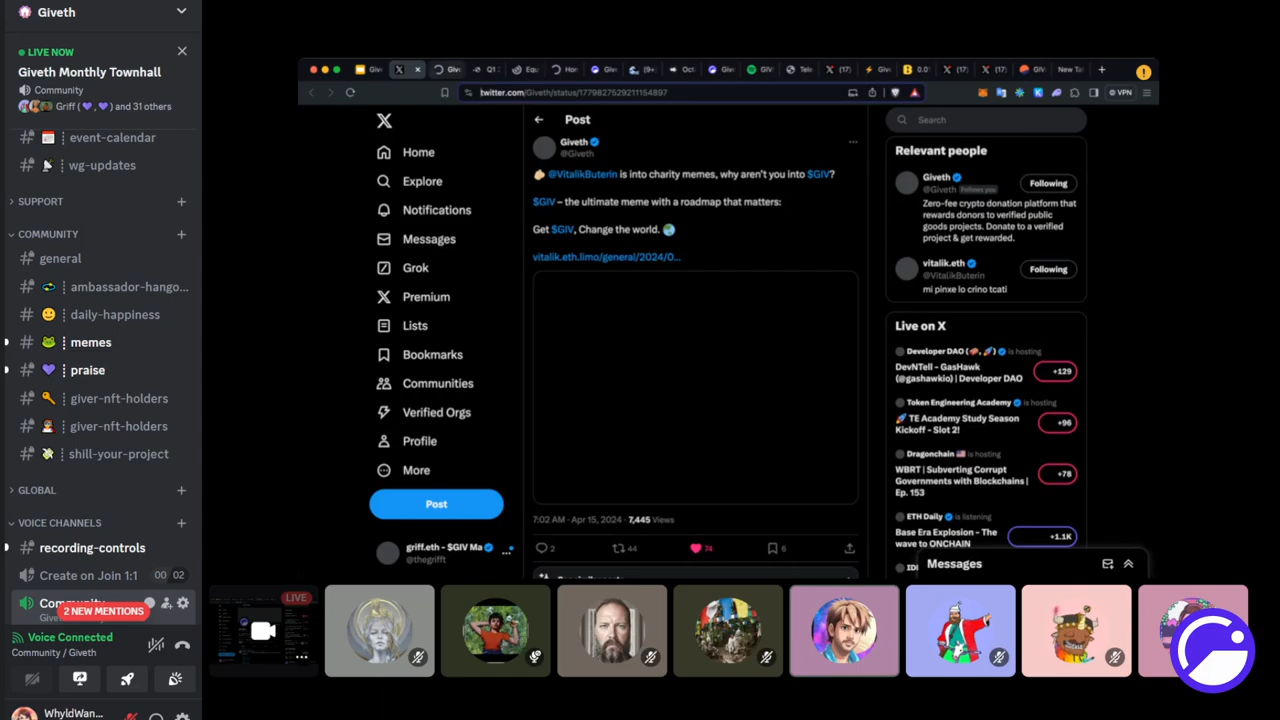 Giveth
LIVE NOW
Giveth Monthly Townhall
Community
Griff (💜,💜) and 31 others
event-calendar
wg-updates
SUPPORT
COMMUNITY
general
ambassador-hango...
daily-happiness
memes
praise
giver-nft-holders
giver-nft-holders
shill-your-project
GLOBAL
VOICE CHANNELS
recording-controls
Create on Join 1:1 00 02
2 NEW MENTIONS
Voice Connected
Community / Giveth
WhyldWan...
twitter.com/Giveth/status/1779827529211154897
VPN
Home
Explore
Notifications
Messages
Grok
Premium
Lists
Bookmarks
Communities
Verified Orgs
Profile
More
Post
griff.eth - $GIV Ma
@thegrifft
Post
Giveth
@Giveth
🫴🏻 @VitalikButerin is into charity memes, why aren't you into $GIV?
$GIV – the ultimate meme with a roadmap that matters:
Get $GIV, Change the world. 🌏
vitalik.eth.limo/general/2024/0...
7:02 AM · Apr 15, 2024 · 7,445 Views
2 44 74 6
Search
Relevant people
Giveth
@Giveth Follows you
Following
Zero-fee crypto donation platform that
rewards donors to verified public
goods projects. Donate to a verified
project & get rewarded.
vitalik.eth
@VitalikButerin
Following
mi pinxe lo crino tcati
Live on X
Developer DAO (🧠,🚀) is hosting
DevNTell - GasHawk
(@gashawkio) | Developer DAO
+129
Token Engineering Academy is hosting
🚀 TE Academy Study Season
Kickoff - Slot 2!
+96
Dragonchain 🇺🇸 is hosting
WBRT | Subverting Corrupt
Governments with Blockchains |
Ep. 153
+78
ETH Daily is listening
Base Era Explosion - The
wave to ONCHAIN
+1.1K
Messages
LIVE